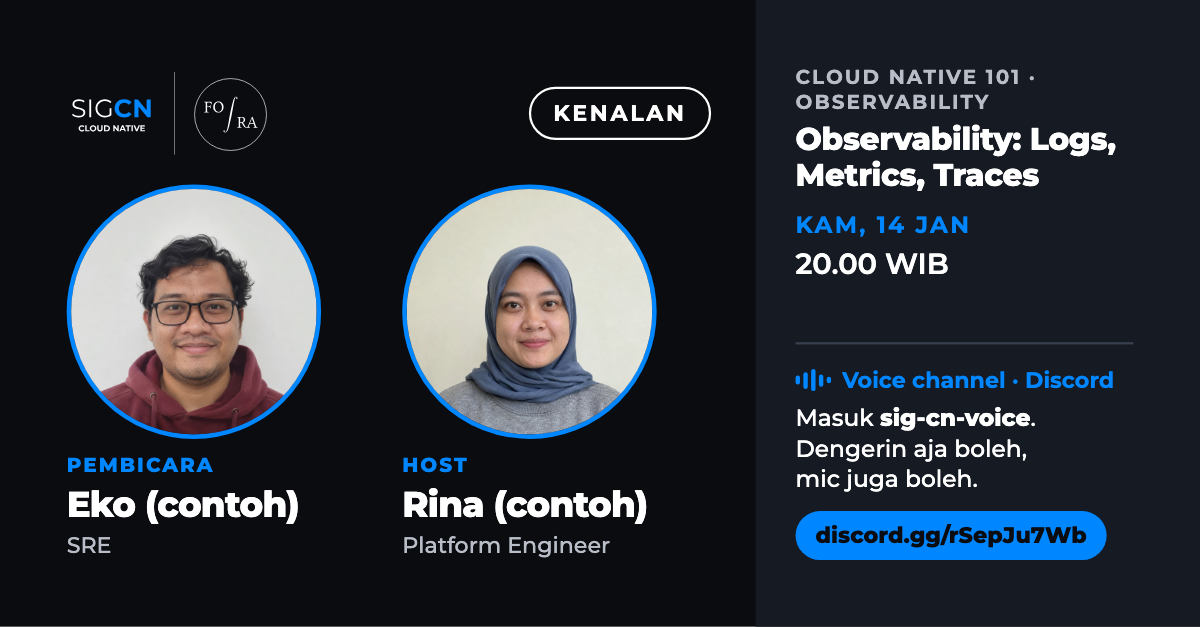 SIGCN
CLOUD NATIVE
FO
RA
KENALAN
PEMBICARA
Eko (contoh)
SRE
HOST
Rina (contoh)
Platform Engineer
CLOUD NATIVE 101 ·
OBSERVABILITY
Observability: Logs,
Metrics, Traces
KAM, 14 JAN
20.00 WIB
Voice channel · Discord
Masuk sig-cn-voice.
Dengerin aja boleh,
mic juga boleh.
discord.gg/rSepJu7Wb